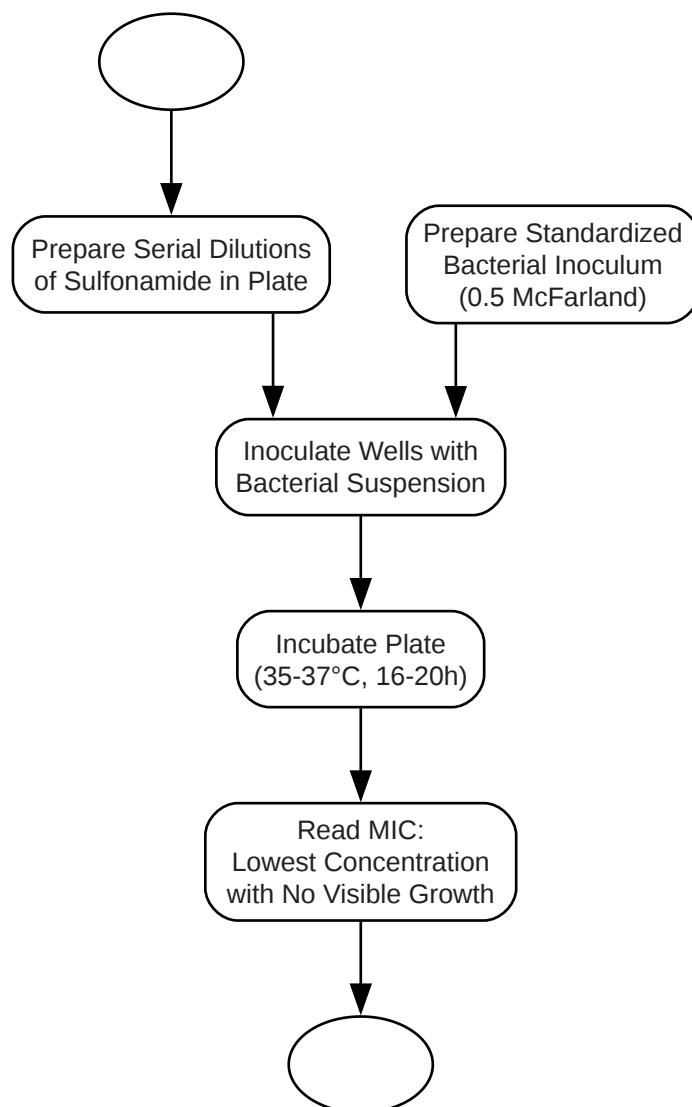 Prepare Serial Dilutions
of Sulfonamide in Plate
Prepare Standardized
Bacterial Inoculum
(0.5 McFarland)
Inoculate Wells with
Bacterial Suspension
Incubate Plate
(35-37°C, 16-20h)
Read MIC:
Lowest Concentration
with No Visible Growth